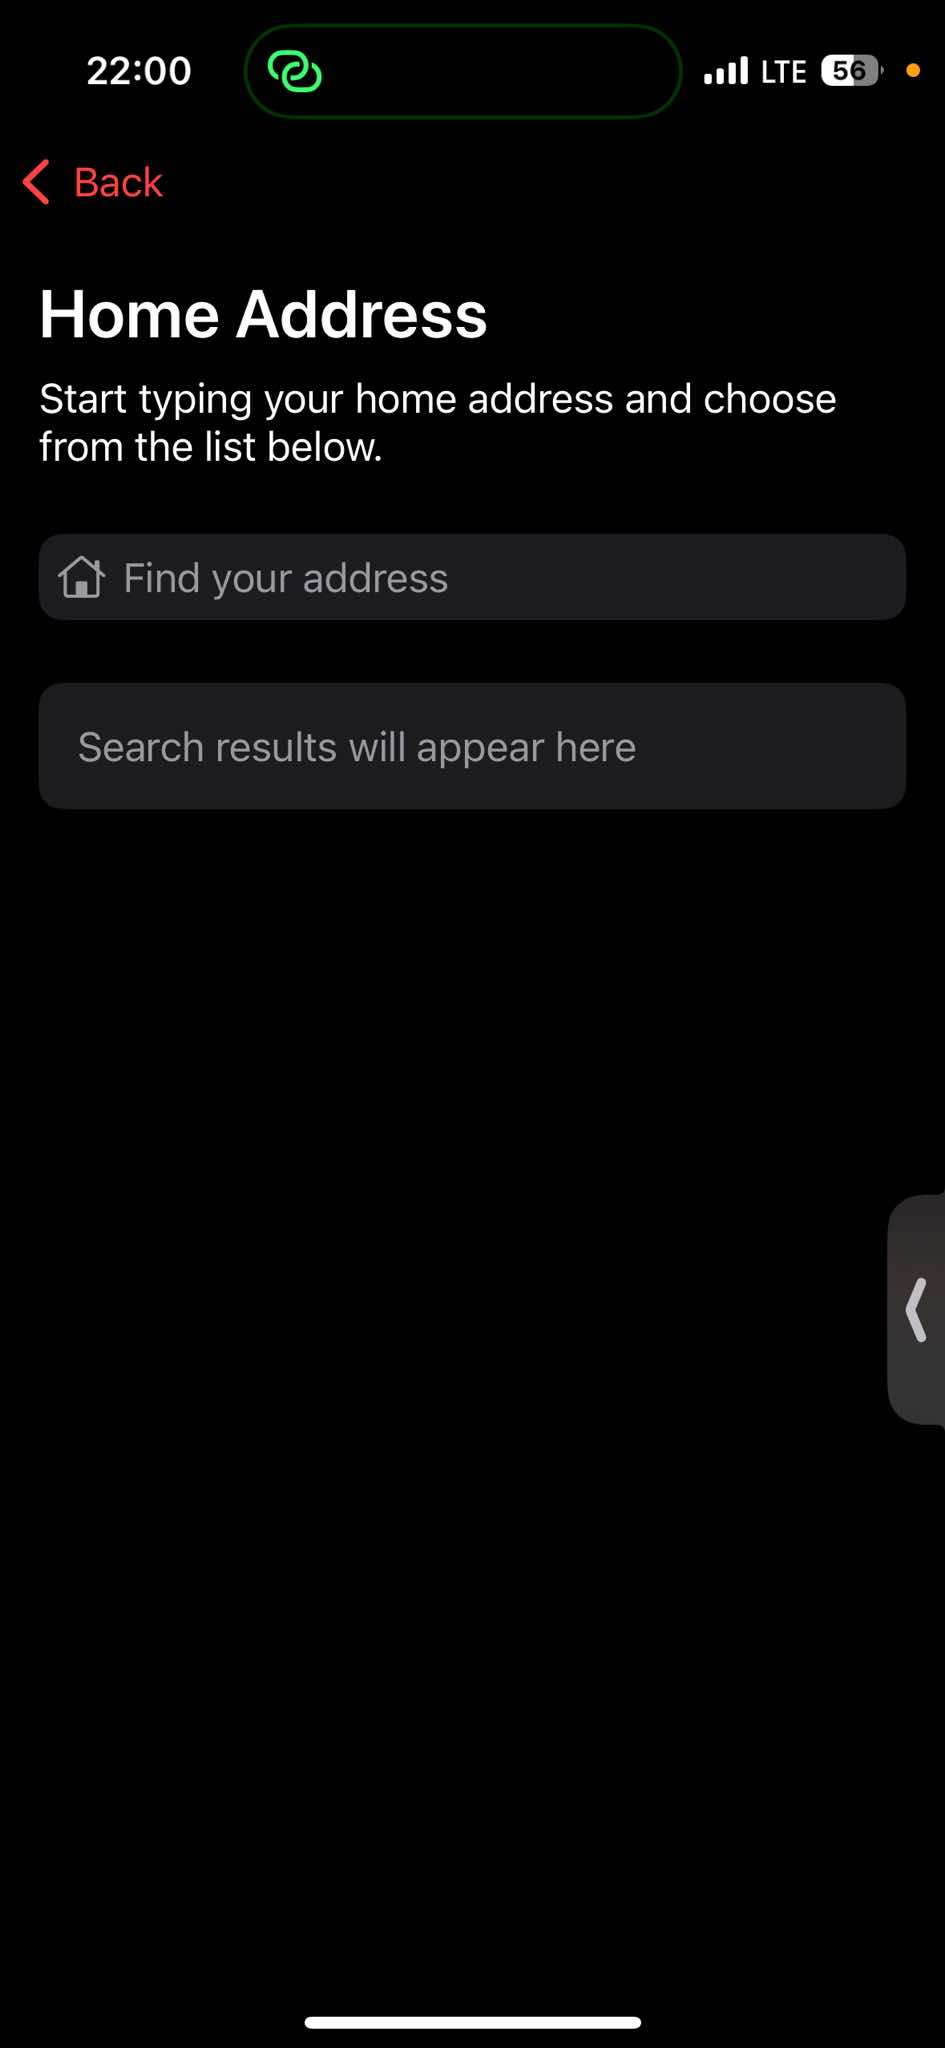 22:00
LTE
56
Back
Home Address
Start typing your home address and choose
from the list below.
Find your address
Search results will appear here